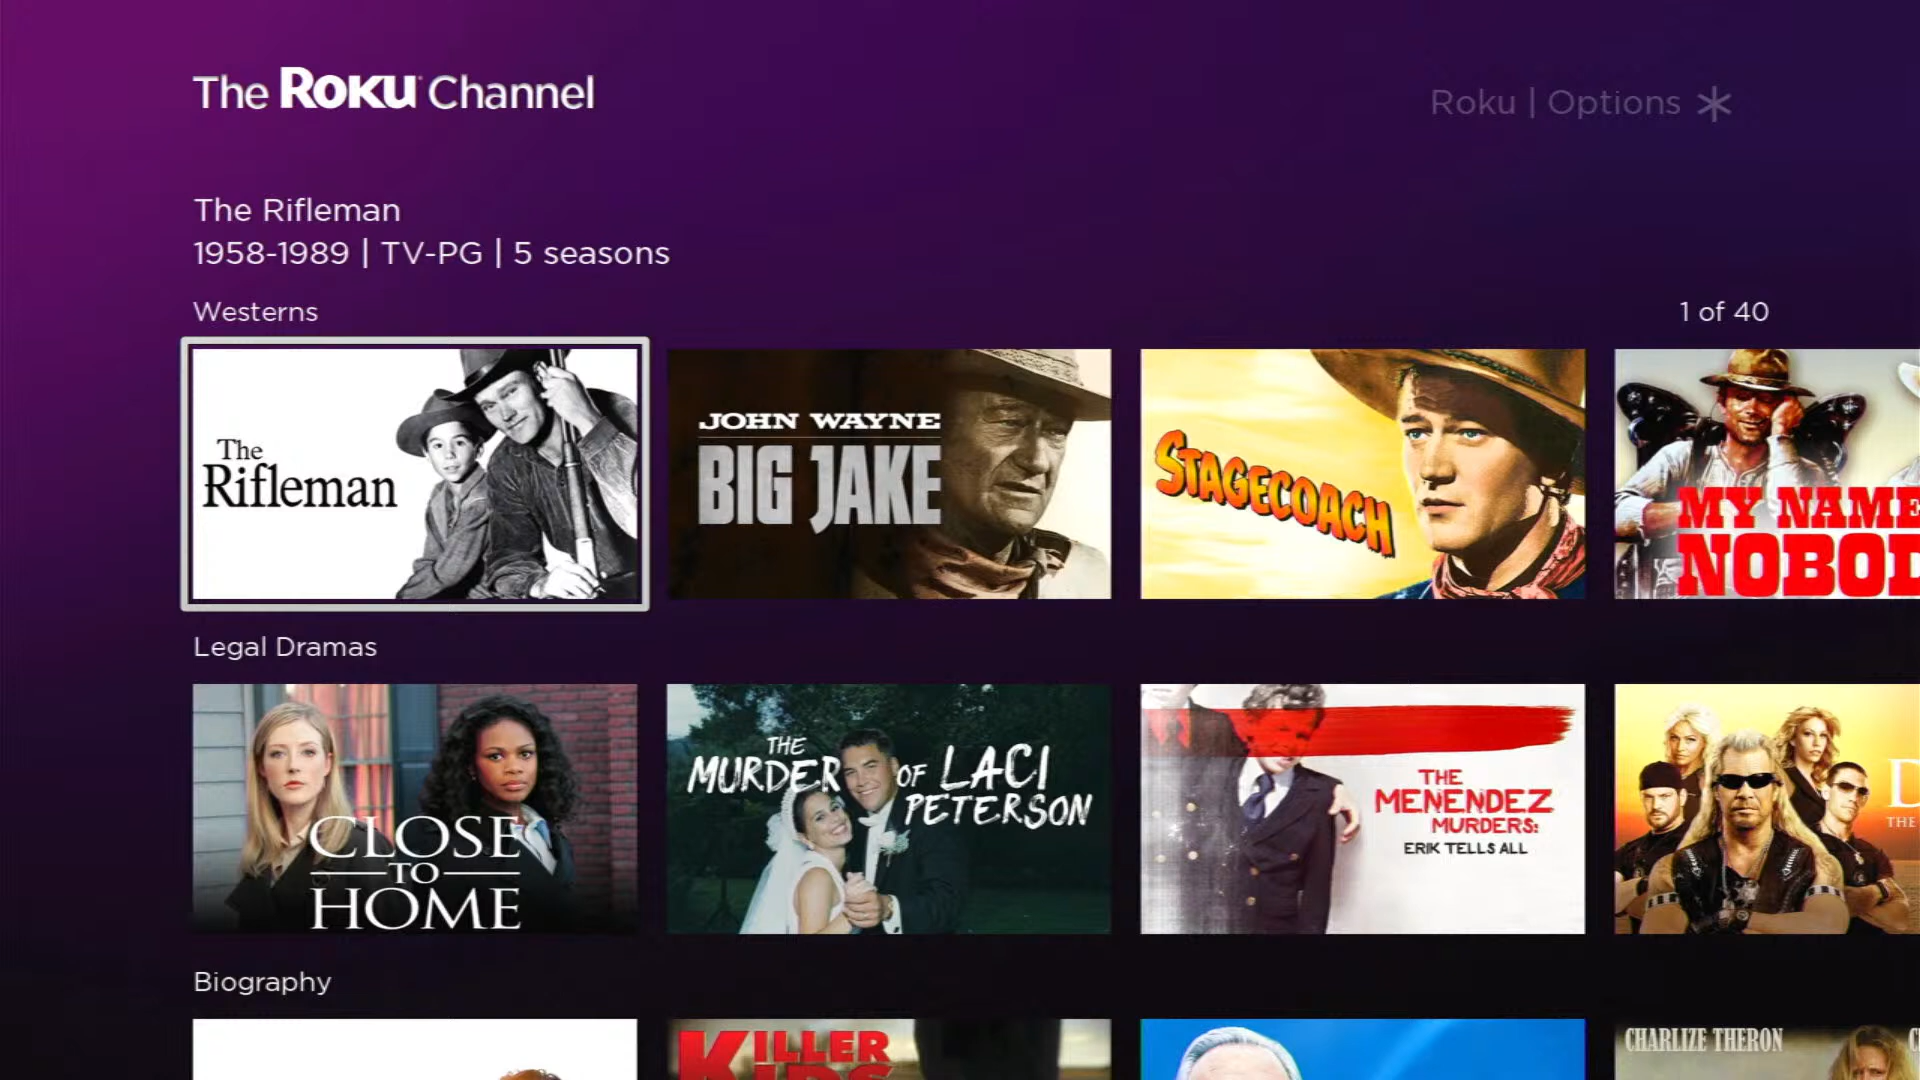 The Roku Channel
Roku | Options
The Rifleman
1958-1989 | TV-PG | 5 seasons
Westerns
1 of 40
The
Rifleman
JOHN WAYNE
BIG JAKE
STAGECOACH
MY NAME
Legal Dramas
CLOSE
TO
HOME
THE
MURDER OF LACI
PETERSON
THE
MENENDEZ
MURDERS:
ERIK TELLS ALL
THE
Biography
KILLER
KIDS
CHARLIZE THERON